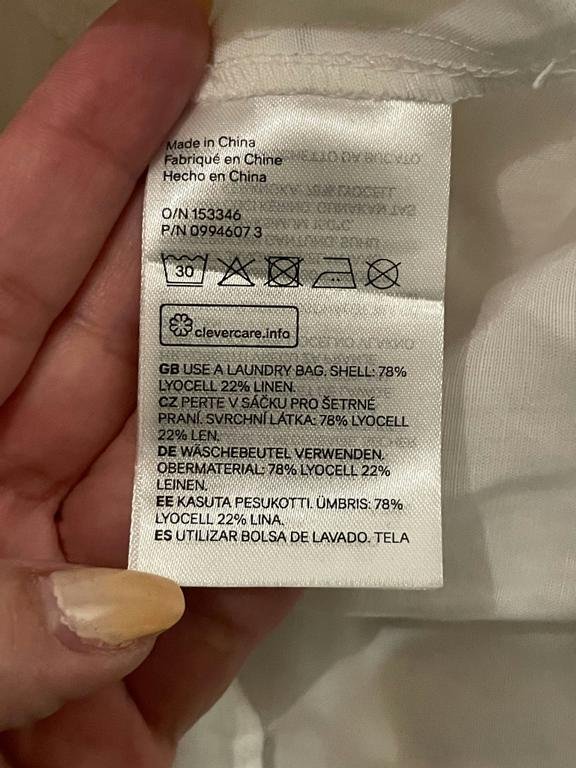 Made in China
Fabriqué en Chine
Hecho en China
O/N 153346
P/N 0994607 3
30
clevercare.info
GB USE A LAUNDRY BAG. SHELL: 78%
LYOCELL 22% LINEN.
CZ PERTE V SÁČKU PRO ŠETRNÉ
PRANÍ. SVRCHNÍ LÁTKA: 78% LYOCELL
22% LEN.
DE WÄSCHEBEUTEL VERWENDEN.
OBERMATERIAL: 78% LYOCELL 22%
LEINEN.
EE KASUTA PESUKOTTI. ÜMBRIS: 78%
LYOCELL 22% LINA.
ES UTILIZAR BOLSA DE LAVADO. TELA